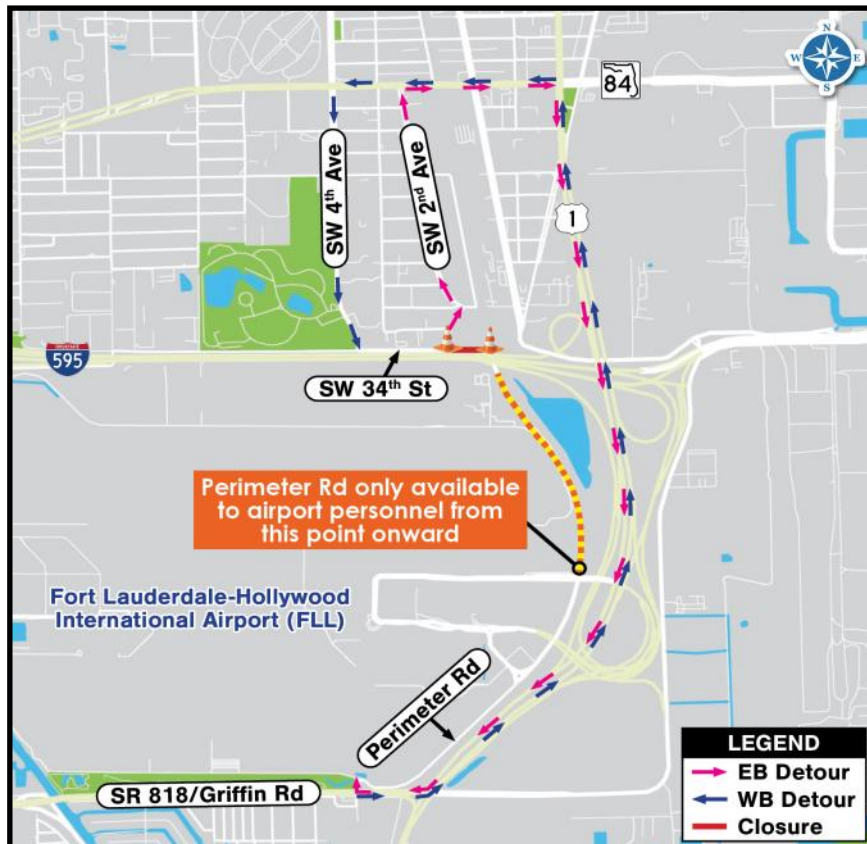 N
W E
S
84
SW 4th Ave
SW 2nd Ave
1
INTERSTATE
595
SW 34th St
Perimeter Rd only available
to airport personnel from
this point onward
Fort Lauderdale-Hollywood
International Airport (FLL)
Perimeter Rd
SR 818/Griffin Rd
LEGEND
EB Detour
WB Detour
Closure